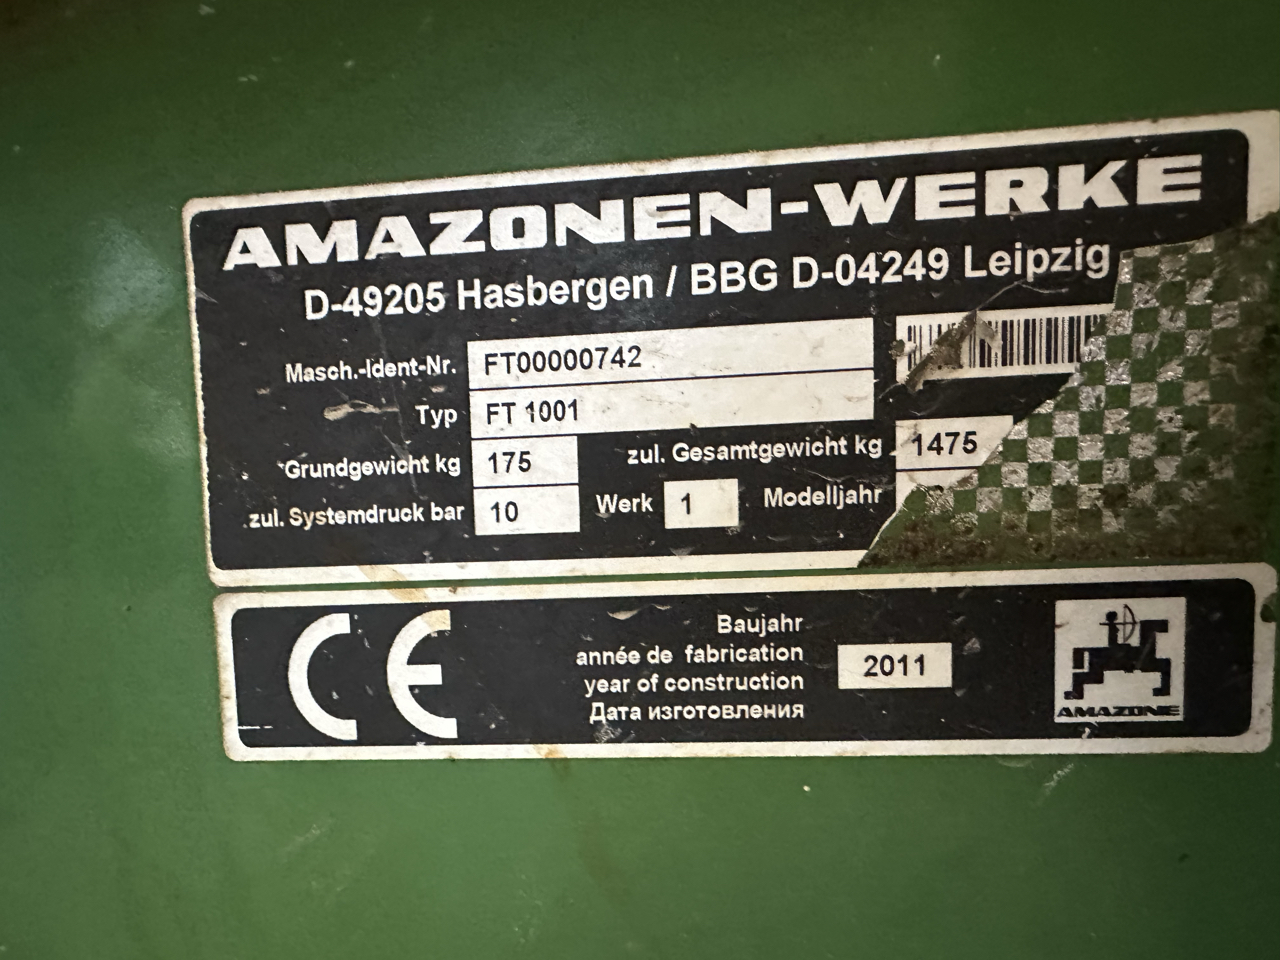 AMAZONEN-WERKE
D-49205 Hasbergen / BBG D-04249 Leipzig
Masch.-Ident-Nr. FT00000742
Typ FT 1001
Grundgewicht kg 175 zul. Gesamtgewicht kg 1475
zul. Systemdruck bar 10 Werk 1 Modelljahr
CE
Baujahr
année de fabrication
year of construction 2011
Дата изготовления
AMAZONE